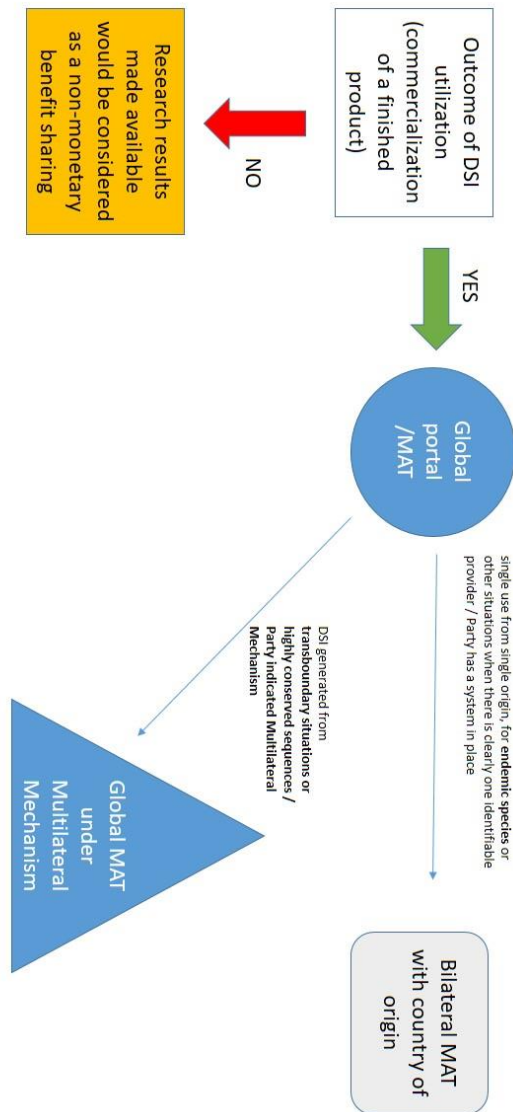 Outcome of DSI
utilization
(commercialization
of a finished
product)
YES
NO
Research results
made available
would be considered
as a non-monetary
benefit sharing
Global
portal
/MAT
single use from single origin, for endemic species or
other situations when there is clearly one identifiable
provider / Party has a system in place
DSI generated from
transboundary situations or
highly conserved sequences /
Party indicated Multilateral
Mechanism
Bilateral MAT
with country of
origin
Global MAT
under
Multilateral
Mechanism